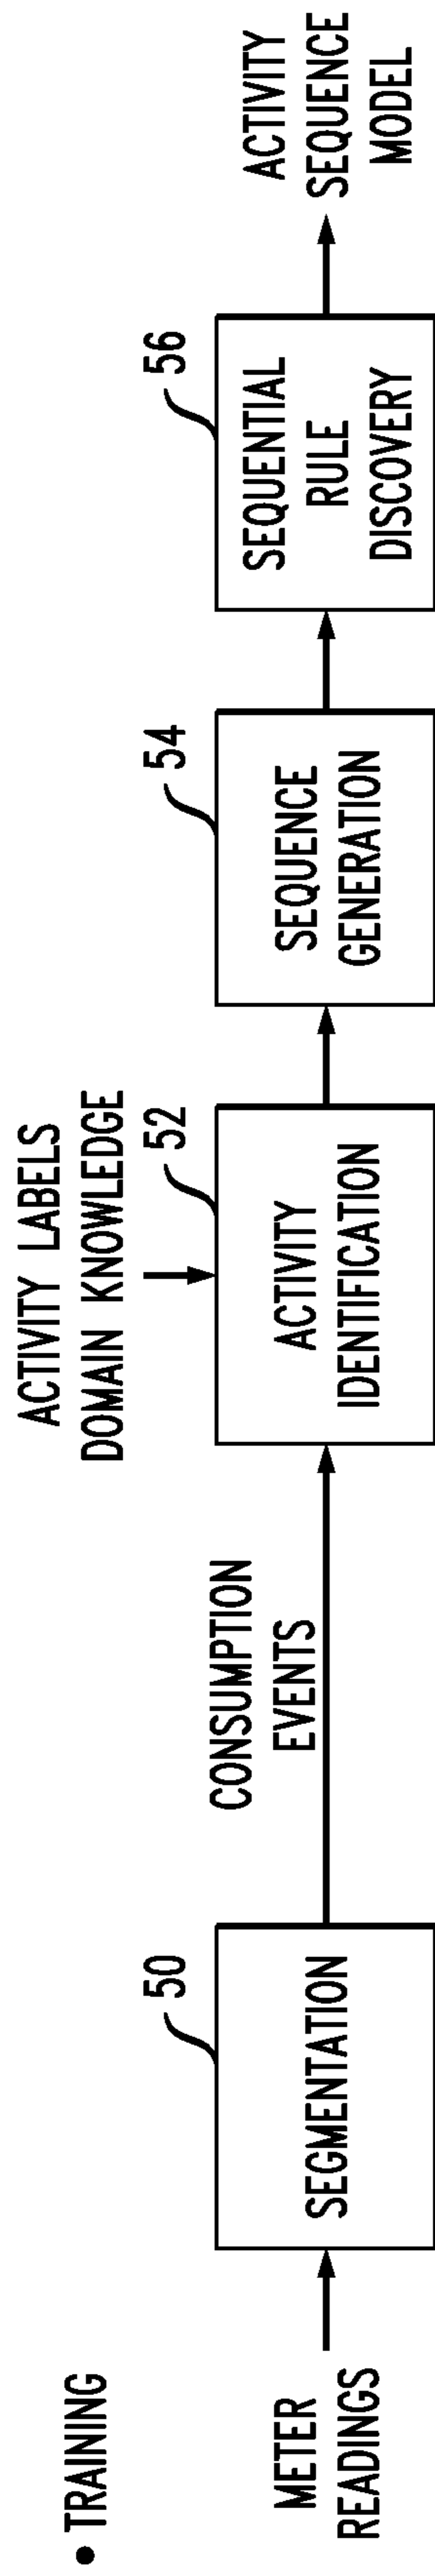 • TRAINING
METER
READINGS
50
SEGMENTATION
CONSUMPTION
EVENTS
ACTIVITY LABELS
DOMAIN KNOWLEDGE
52
ACTIVITY
IDENTIFICATION
54
SEQUENCE
GENERATION
56
SEQUENTIAL
RULE
DISCOVERY
ACTIVITY
SEQUENCE
MODEL